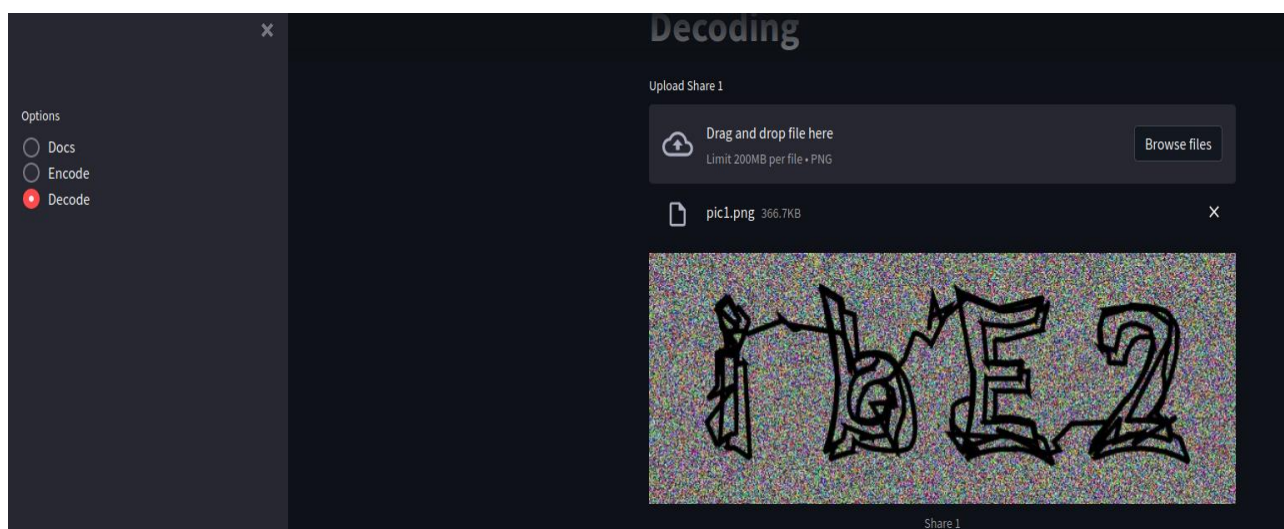 Decoding
Options
Docs
Encode
Decode
Upload Share 1
Drag and drop file here
Limit 200MB per file • PNG
Browse files
pic1.png 366.7KB
ibE2
Share 1